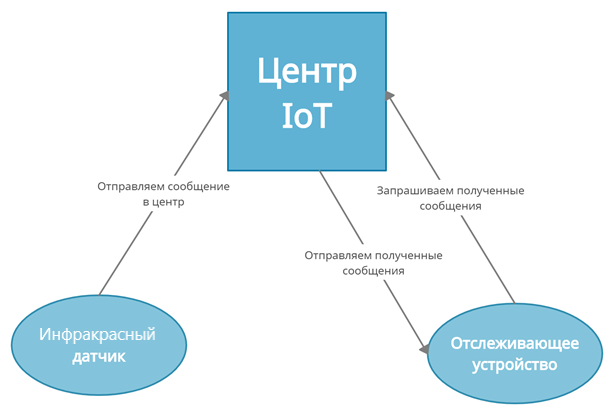 Центр
IoT
Отправляем сообщение
в центр
Запрашиваем полученные
сообщения
Отправляем полученные
сообщения
Инфракрасный
датчик
Отслеживающее
устройство